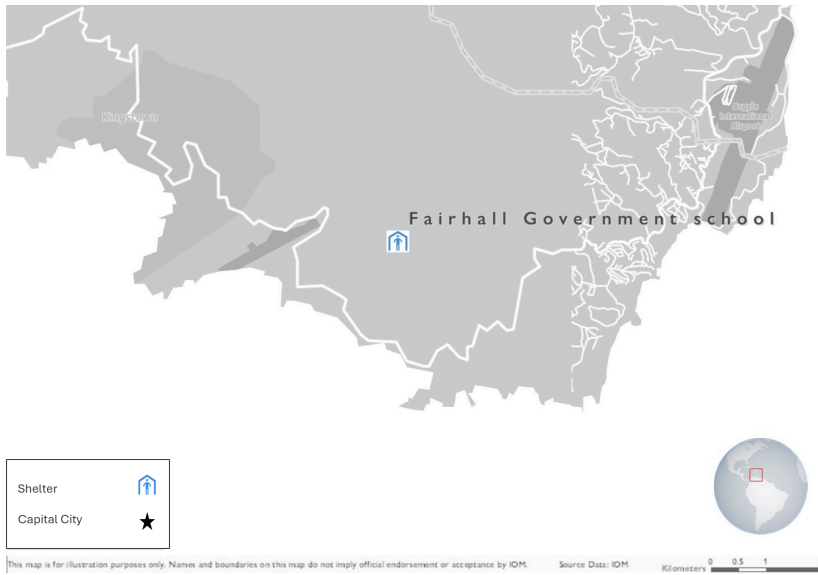 Kingstown
Argyle
International
Airport
Fairhall Government school
Shelter
Capital City
This map is for illustration purposes only. Names and boundaries on this map do not imply official endorsement or acceptance by IOM.
Source Data: IOM
Kilometers
0 0.5 1